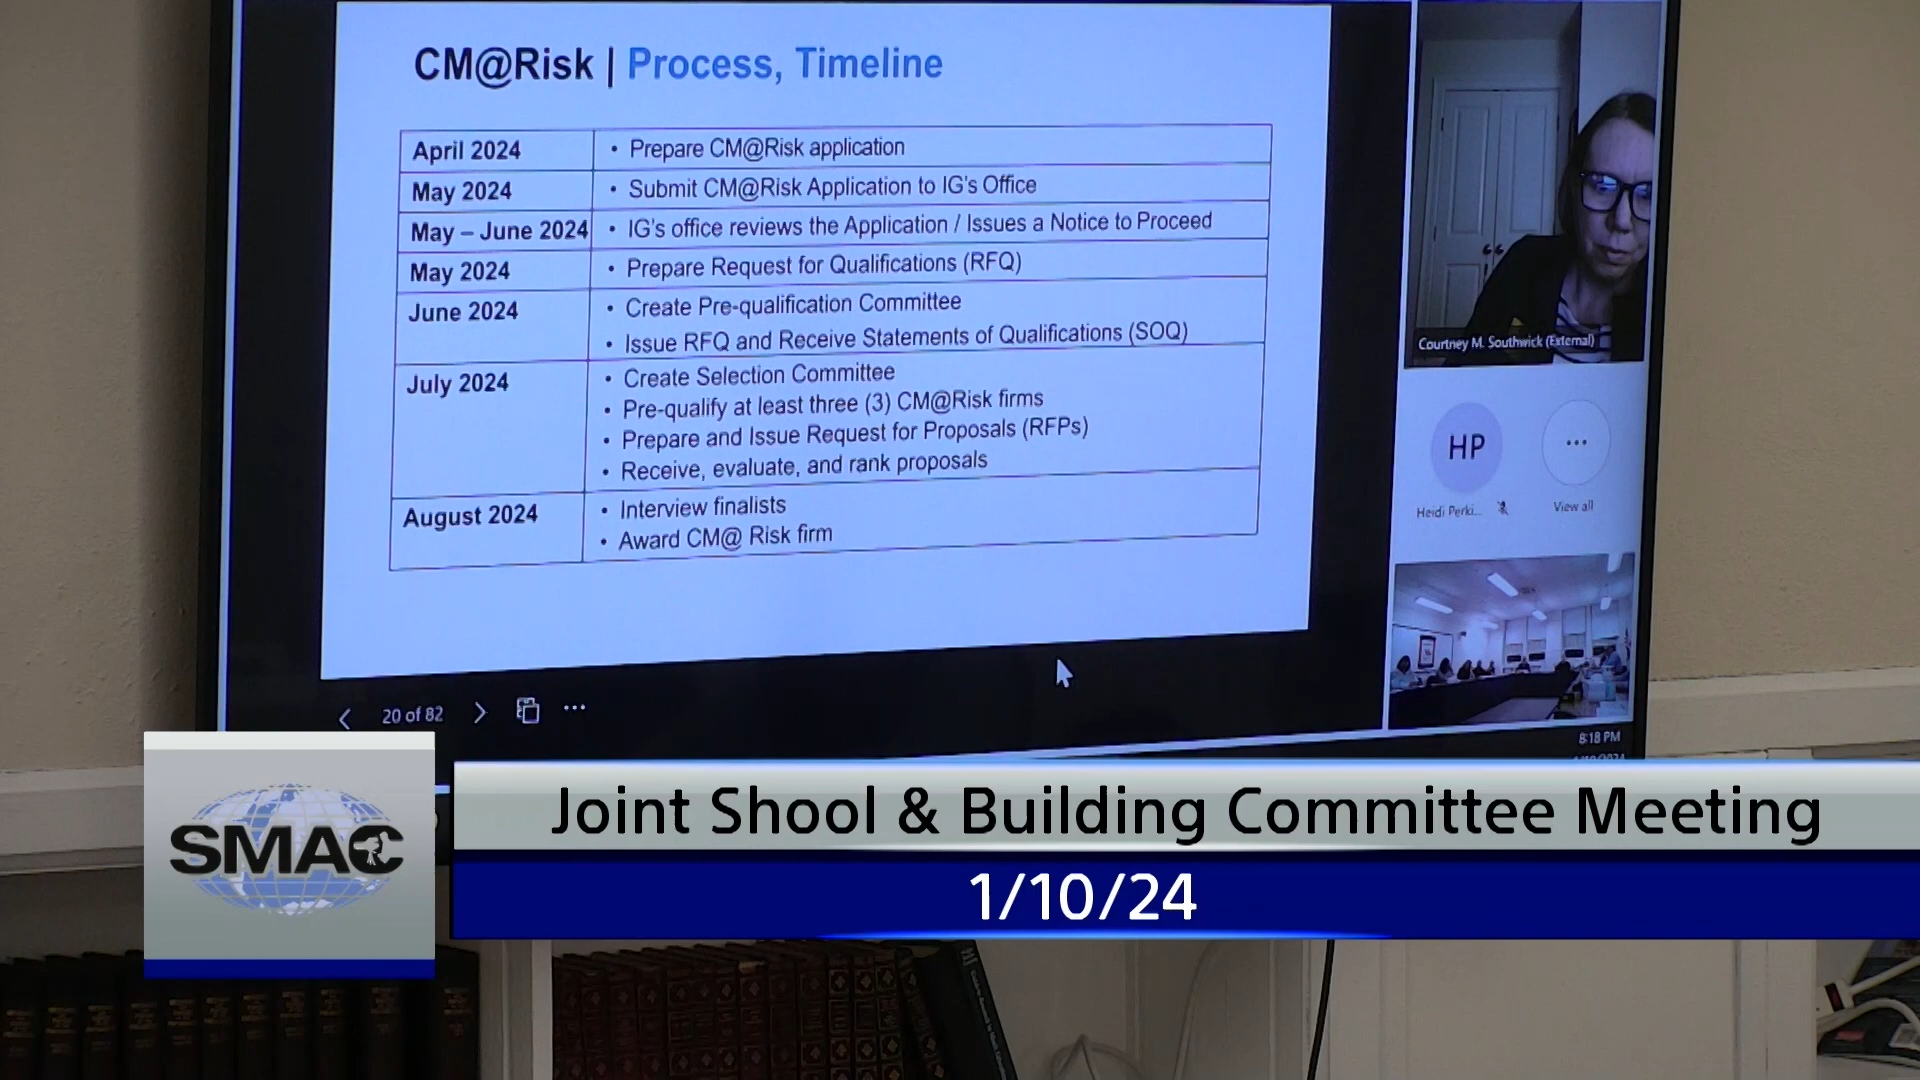 CM@Risk | Process, Timeline
April 2024
• Prepare CM@Risk application
May 2024
• Submit CM@Risk Application to IG's Office
May – June 2024
• IG's office reviews the Application / Issues a Notice to Proceed
May 2024
• Prepare Request for Qualifications (RFQ)
June 2024
• Create Pre-qualification Committee
• Issue RFQ and Receive Statements of Qualifications (SOQ)
July 2024
• Create Selection Committee
• Pre-qualify at least three (3) CM@Risk firms
• Prepare and Issue Request for Proposals (RFPs)
• Receive, evaluate, and rank proposals
August 2024
• Interview finalists
• Award CM@ Risk firm
20 of 82
Courtney M. Southwick (External)
HP
Heidi Perki...
View all
8:18 PM
SMAC
Joint Shool & Building Committee Meeting
1/10/24